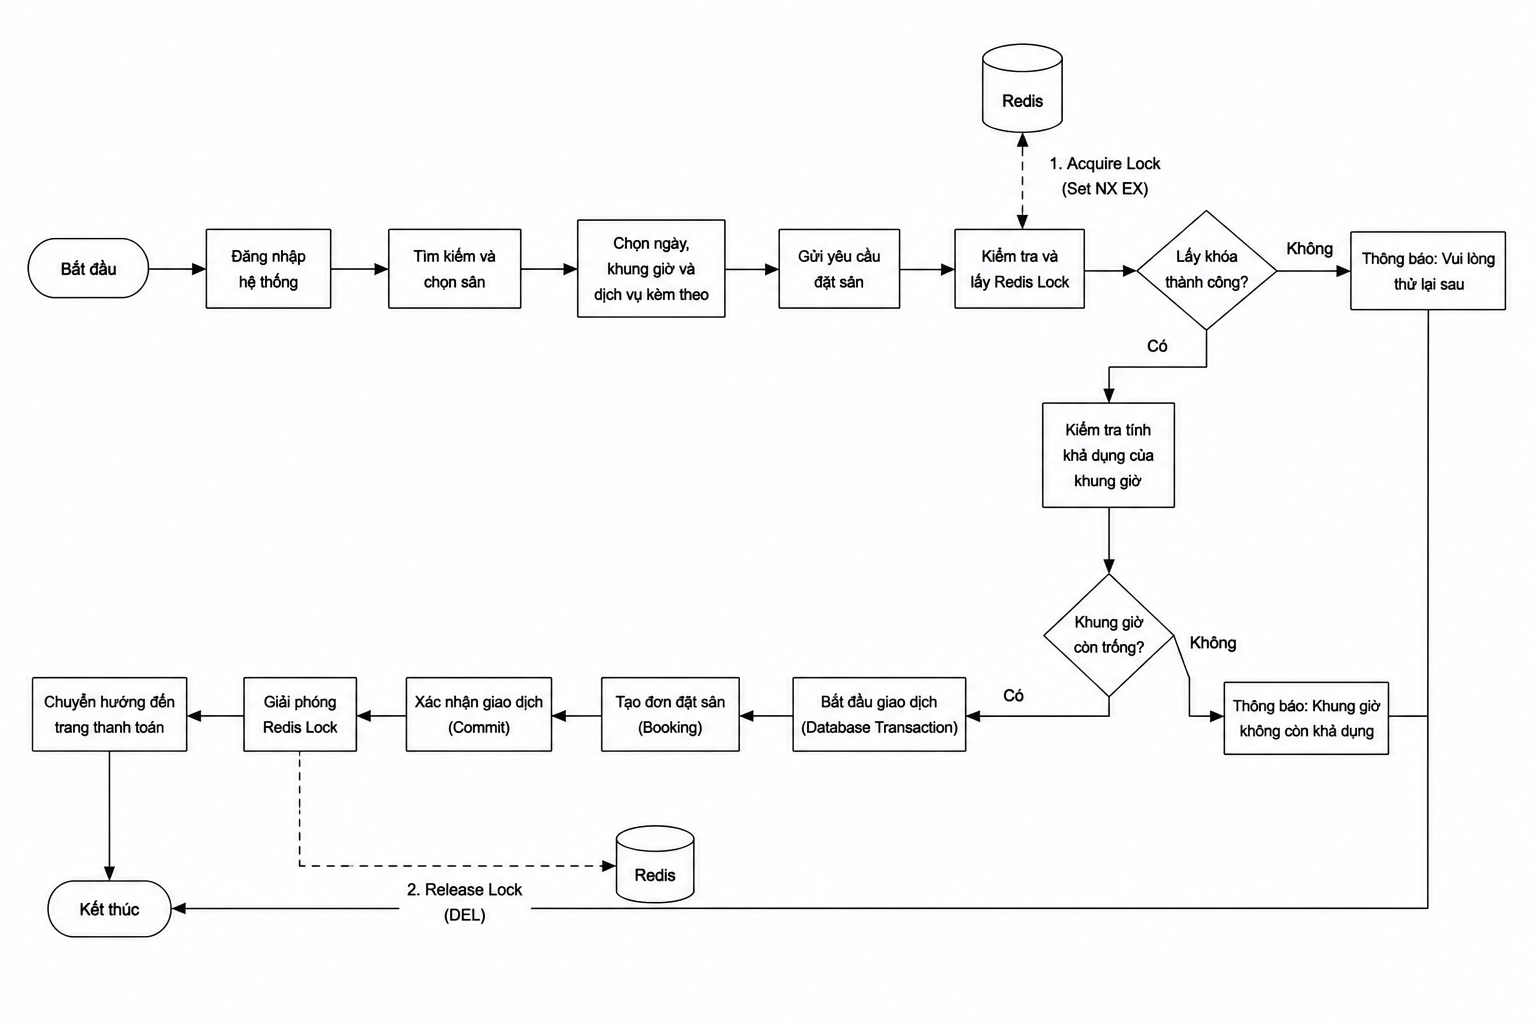 Redis
1. Acquire Lock
(Set NX EX)
Bắt đầu
Đăng nhập
hệ thống
Tìm kiếm và
chọn sân
Chọn ngày,
khung giờ và
dịch vụ kèm theo
Gửi yêu cầu
đặt sân
Kiểm tra và
lấy Redis Lock
Lấy khóa
thành công?
Không
Thông báo: Vui lòng
thử lại sau
Có
Kiểm tra tính
khả dụng của
khung giờ
Khung giờ
còn trống?
Không
Thông báo: Khung giờ
không còn khả dụng
Có
Bắt đầu giao dịch
(Database Transaction)
Tạo đơn đặt sân
(Booking)
Xác nhận giao dịch
(Commit)
Giải phóng
Redis Lock
Chuyển hướng đến
trang thanh toán
Redis
2. Release Lock
(DEL)
Kết thúc